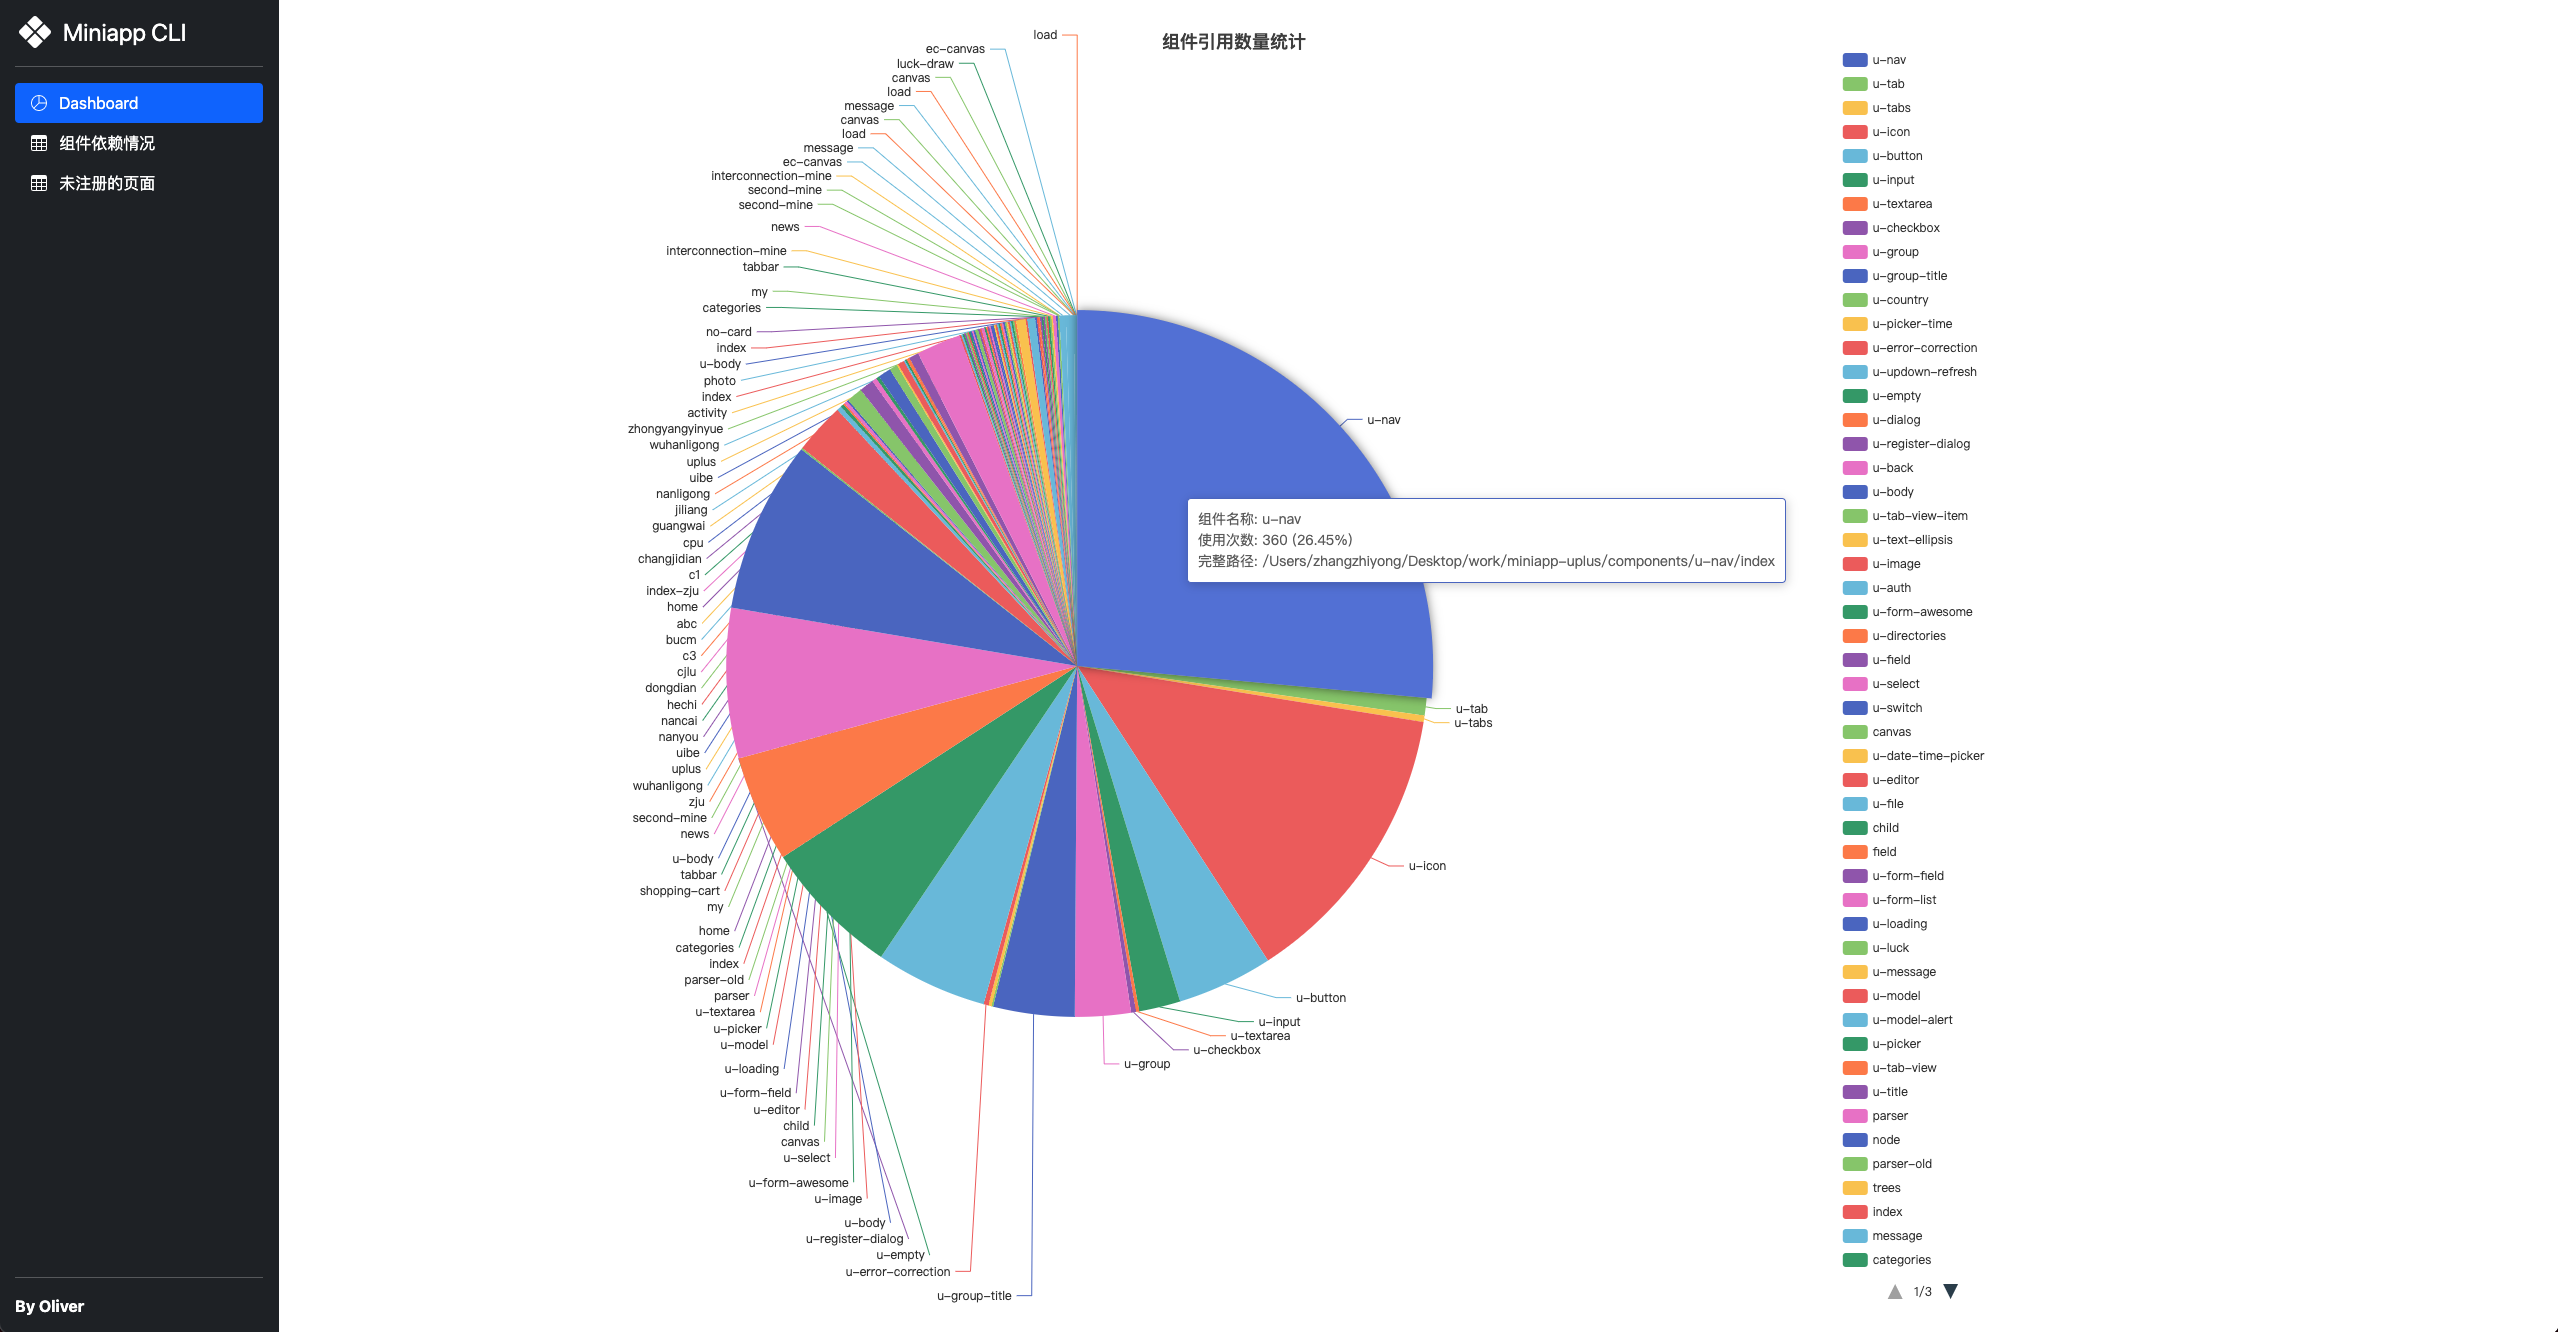 Miniapp CLI
Dashboard
组件依赖情况
未注册的页面
By Oliver
组件引用数量统计
load
ec-canvas
luck-draw
canvas
load
message
canvas
load
message
ec-canvas
interconnection-mine
second-mine
second-mine
news
interconnection-mine
tabbar
my
categories
no-card
index
u-body
photo
index
activity
zhongyangyinyue
wuhanligong
uplus
uibe
nanligong
jiliang
guangwai
cpu
changjidian
c1
index-zju
home
abc
bucm
c3
cjlu
dongdian
hechi
nancai
nanyou
uibe
uplus
wuhanligong
zju
second-mine
news
u-body
tabbar
shopping-cart
my
home
categories
index
parser-old
parser
u-textarea
u-picker
u-model
u-loading
u-form-field
u-editor
child
canvas
u-select
u-form-awesome
u-image
u-body
u-register-dialog
u-empty
u-error-correction
u-group-title
u-nav
组件名称: u-nav
使用次数: 360 (26.45%)
完整路径: /Users/zhangzhiyong/Desktop/work/miniapp-uplus/components/u-nav/index
u-tab
u-tabs
u-icon
u-button
u-input
u-textarea
u-checkbox
u-group
u-nav
u-tab
u-tabs
u-icon
u-button
u-input
u-textarea
u-checkbox
u-group
u-group-title
u-country
u-picker-time
u-error-correction
u-updown-refresh
u-empty
u-dialog
u-register-dialog
u-back
u-body
u-tab-view-item
u-text-ellipsis
u-image
u-auth
u-form-awesome
u-directories
u-field
u-select
u-switch
canvas
u-date-time-picker
u-editor
u-file
child
field
u-form-field
u-form-list
u-loading
u-luck
u-message
u-model
u-model-alert
u-picker
u-tab-view
u-title
parser
node
parser-old
trees
index
message
categories
1/3